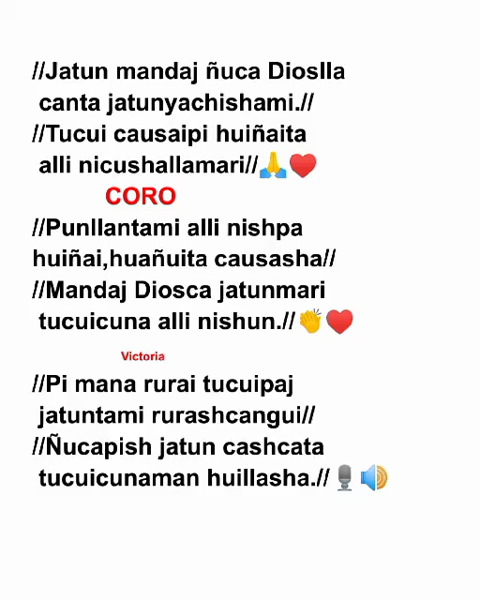 //Jatun mandaj ñuca Dioslla
canta jatunyachishami.//
//Tucui causaipi huiñaita
alli nicushallamari//🙏♥️
CORO
//Punllantami alli nishpa
huiñai,huañuita causasha//
//Mandaj Diosca jatunmari
tucuicuna alli nishun.//👏♥️
Victoria
//Pi mana rurai tucuipaj
jatuntami rurashcangui//
//Ñucapish jatun cashcata
tucuicunaman huillasha.//🎙️🔊